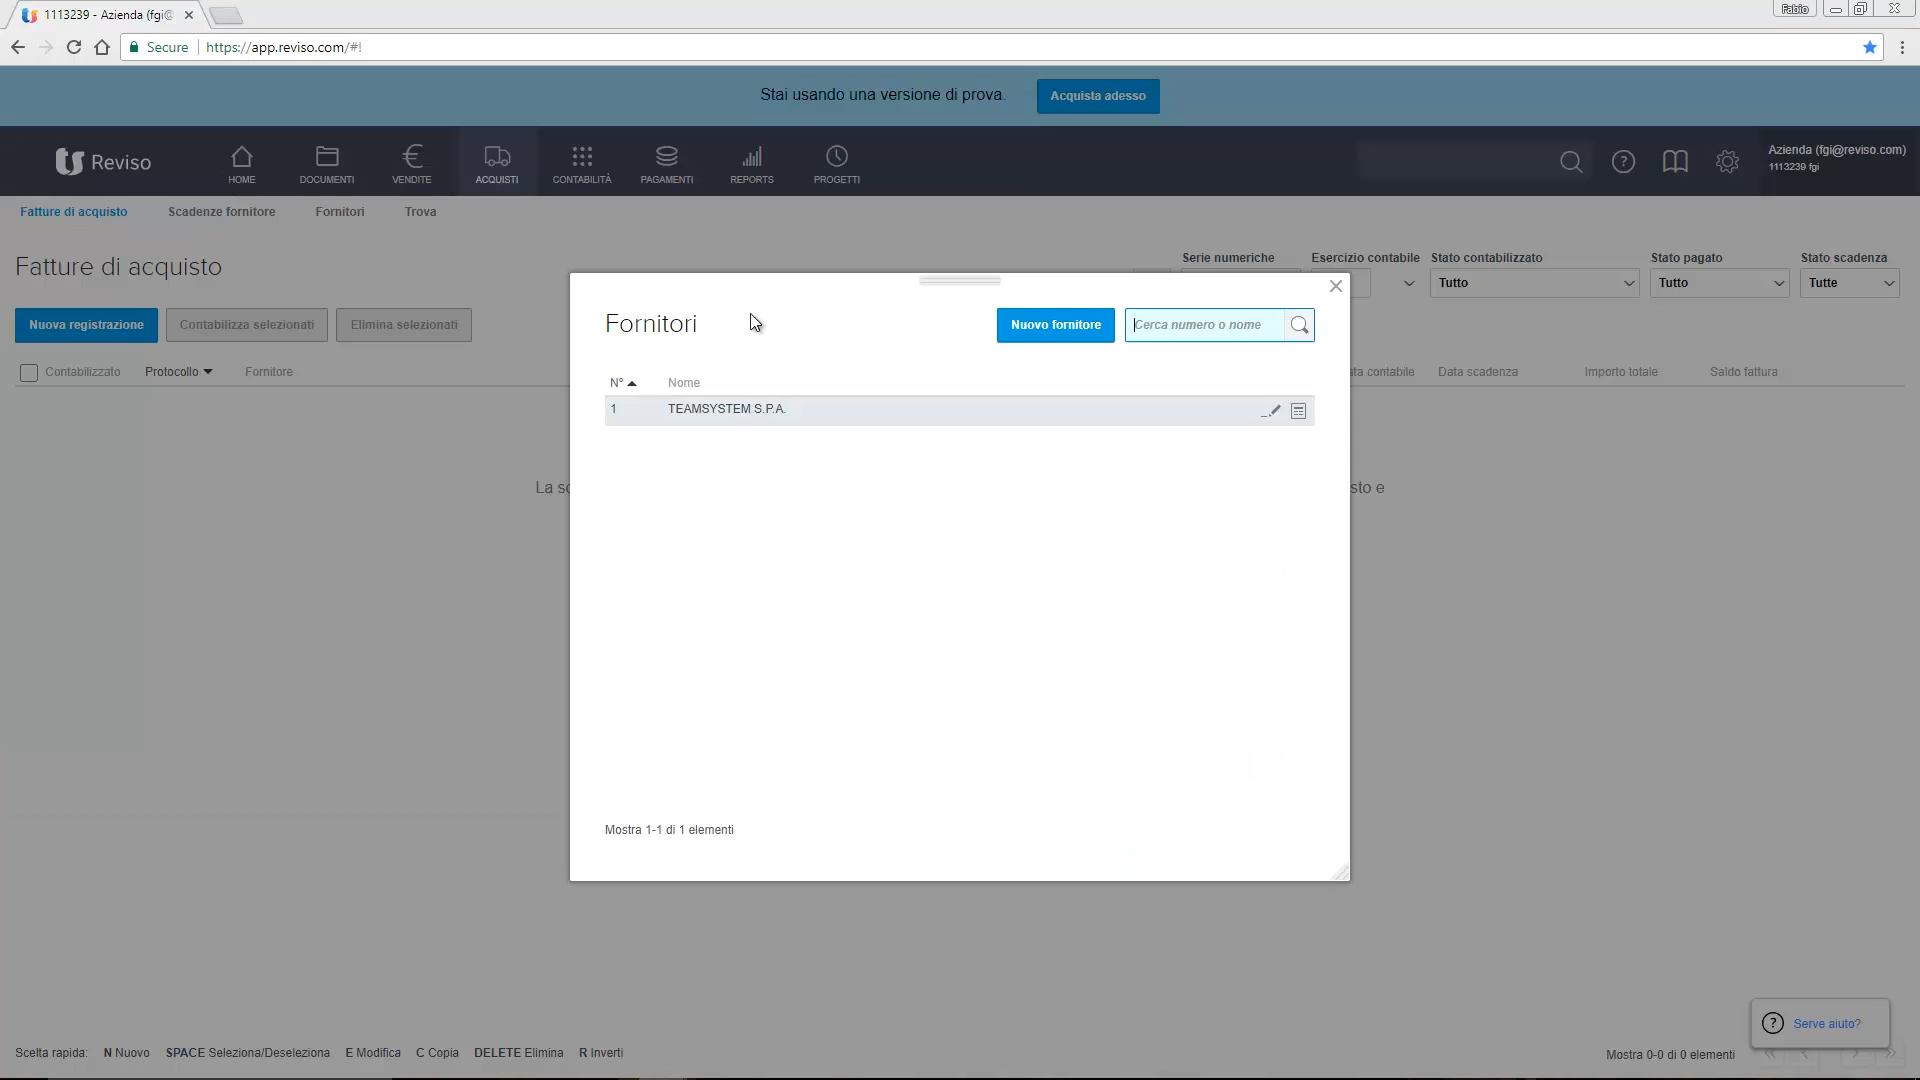 1113239 - Azienda (fgi@
Fabio
Secure
https://app.reviso.com/#!
Stai usando una versione di prova.
Acquista adesso
Reviso
HOME
DOCUMENTI
VENDITE
ACQUISTI
CONTABILITÀ
PAGAMENTI
REPORTS
PROGETTI
Azienda (fgi@reviso.com)
1113239 fgi
Fatture di acquisto
Scadenze fornitore
Fornitori
Trova
Fatture di acquisto
Serie numeriche
Esercizio contabile
Stato contabilizzato
Stato pagato
Stato scadenza
Tutto
Tutto
Tutte
Nuova registrazione
Contabilizza selezionati
Elimina selezionati
Contabilizzato
Protocollo
Fornitore
contabile
Data scadenza
Importo totale
Saldo fattura
Fornitori
Nuovo fornitore
Cerca numero o nome
N°
Nome
1
TEAMSYSTEM S.P.A.
La
e
Mostra 1-1 di 1 elementi
Serve aiuto?
Scelta rapida:
N Nuovo
SPACE Seleziona/Deseleziona
E Modifica
C Copia
DELETE Elimina
R Inverti
Mostra 0-0 di 0 elementi